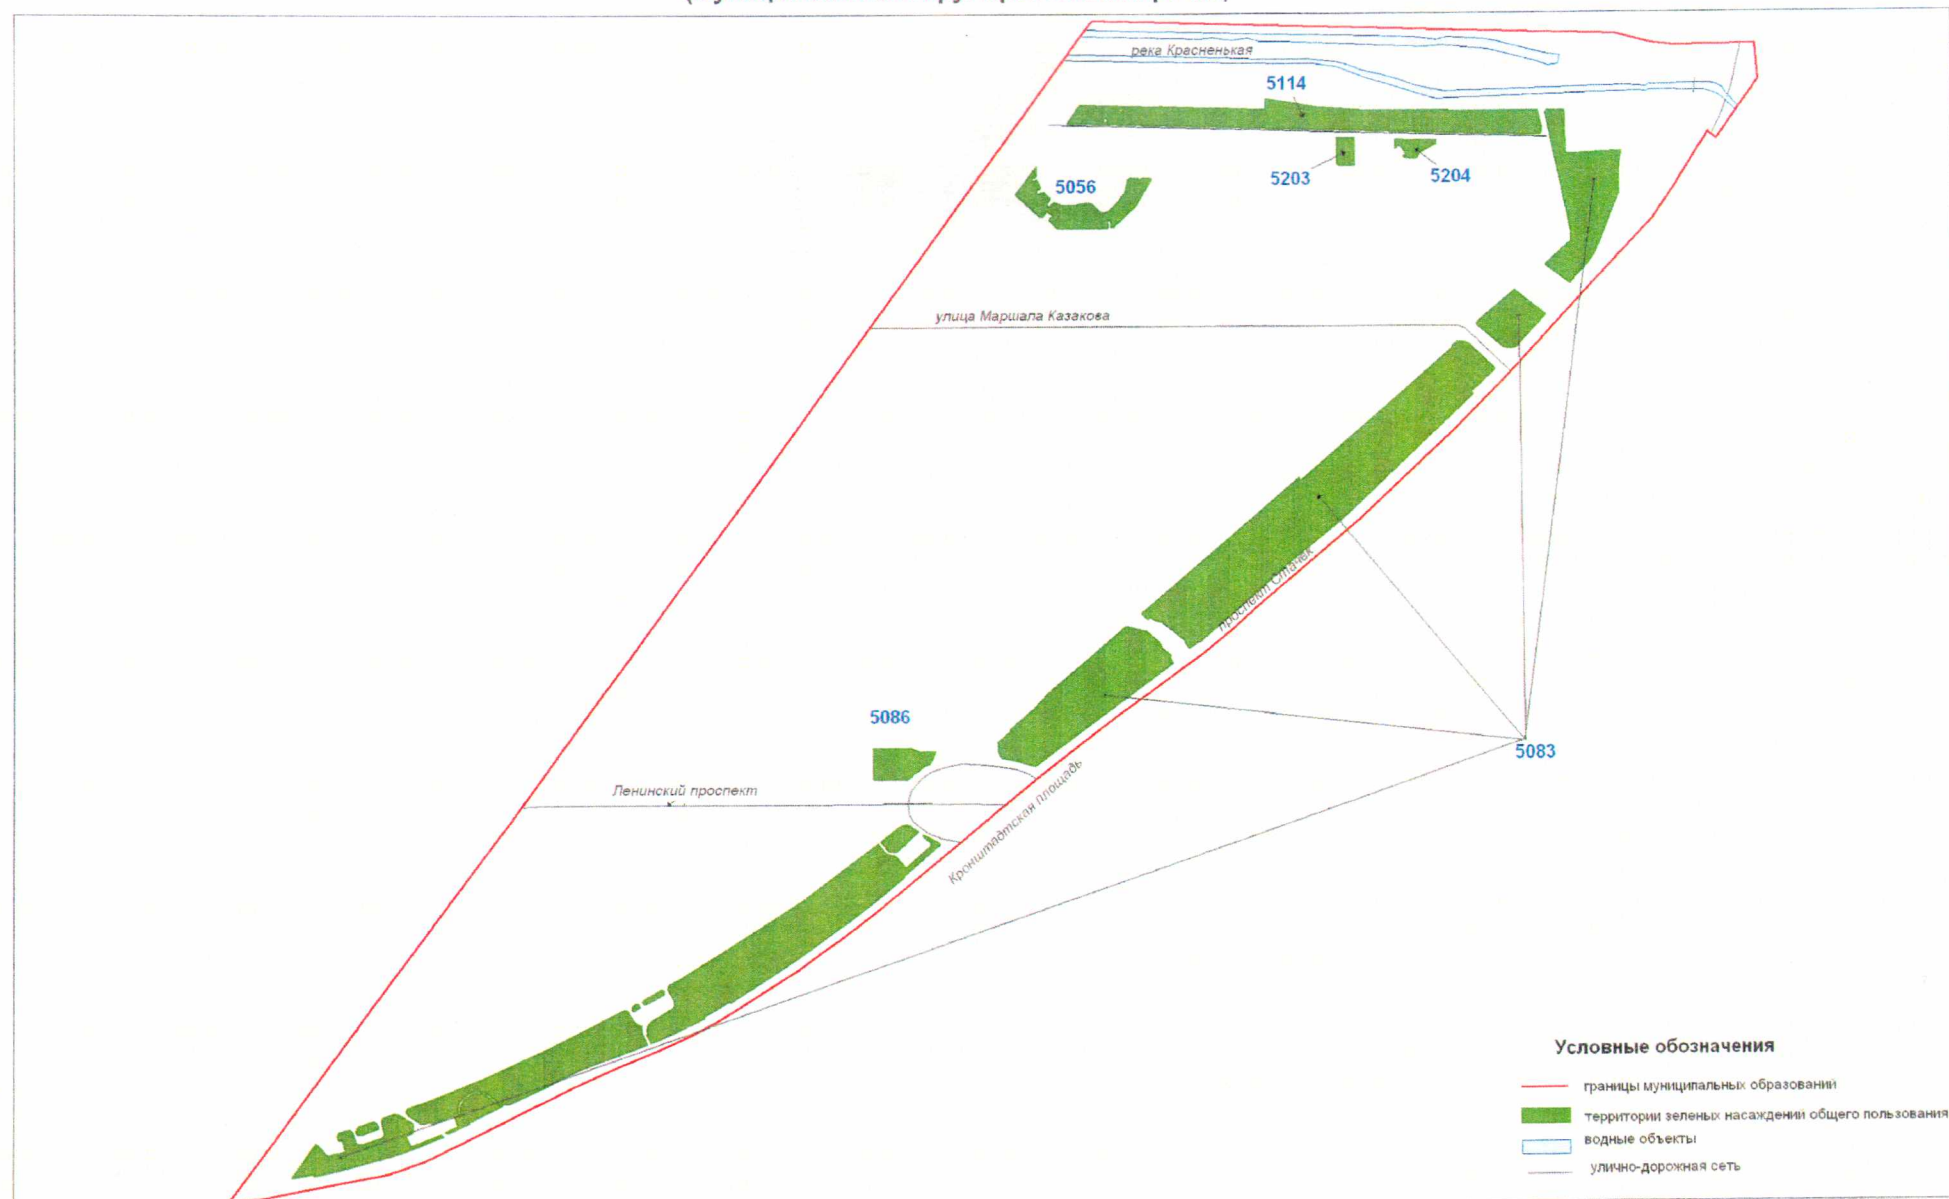 река Красненькая
5114
5203
5204
5056
улица Маршала Казакова
проспект Стачек
5086
5083
Ленинский проспект
Кронштадтская площадь
Условные обозначения
границы муниципальных образований
территории зеленых насаждений общего пользования
водные объекты
улично-дорожная сеть